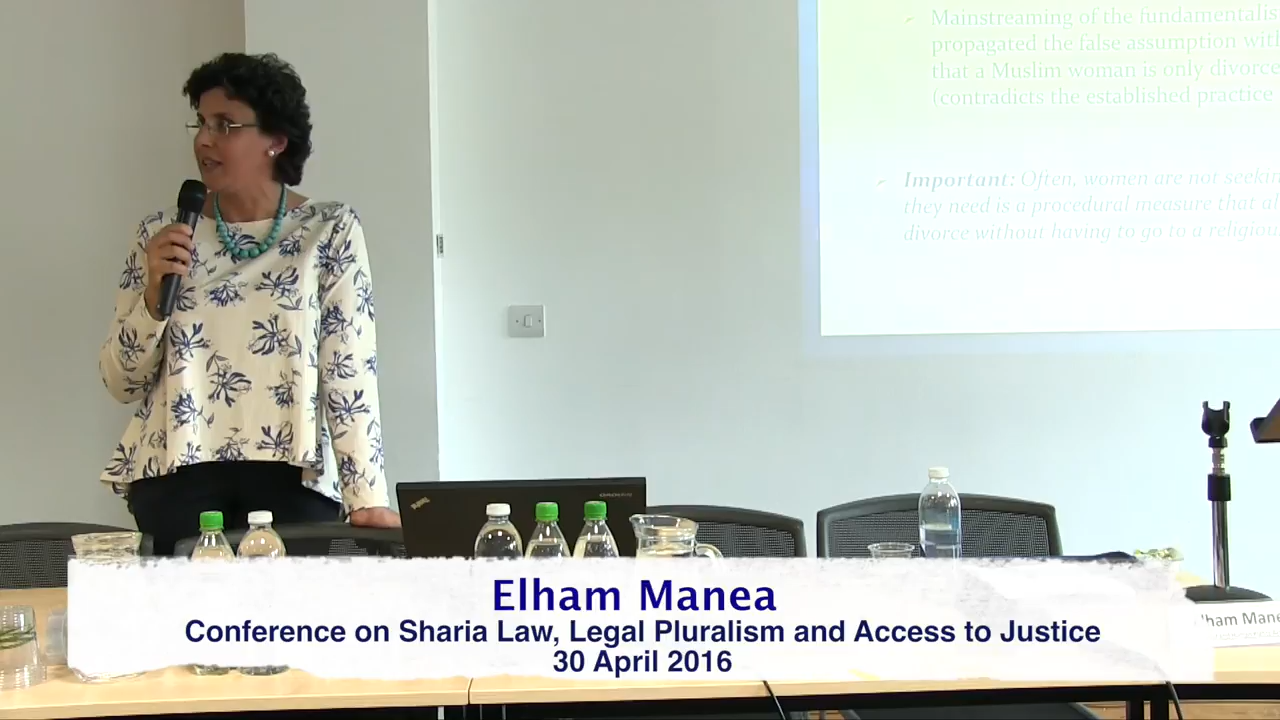 Mainstreaming of the fundamentalis
propagated the false assumption with
that a Muslim woman is only divorce
(contradicts the established practice
Important: Often, women are not seekin
they need is a procedural measure that al
divorce without having to go to a religiou
Elham Manea
Conference on Sharia Law, Legal Pluralism and Access to Justice
30 April 2016
lham Mane